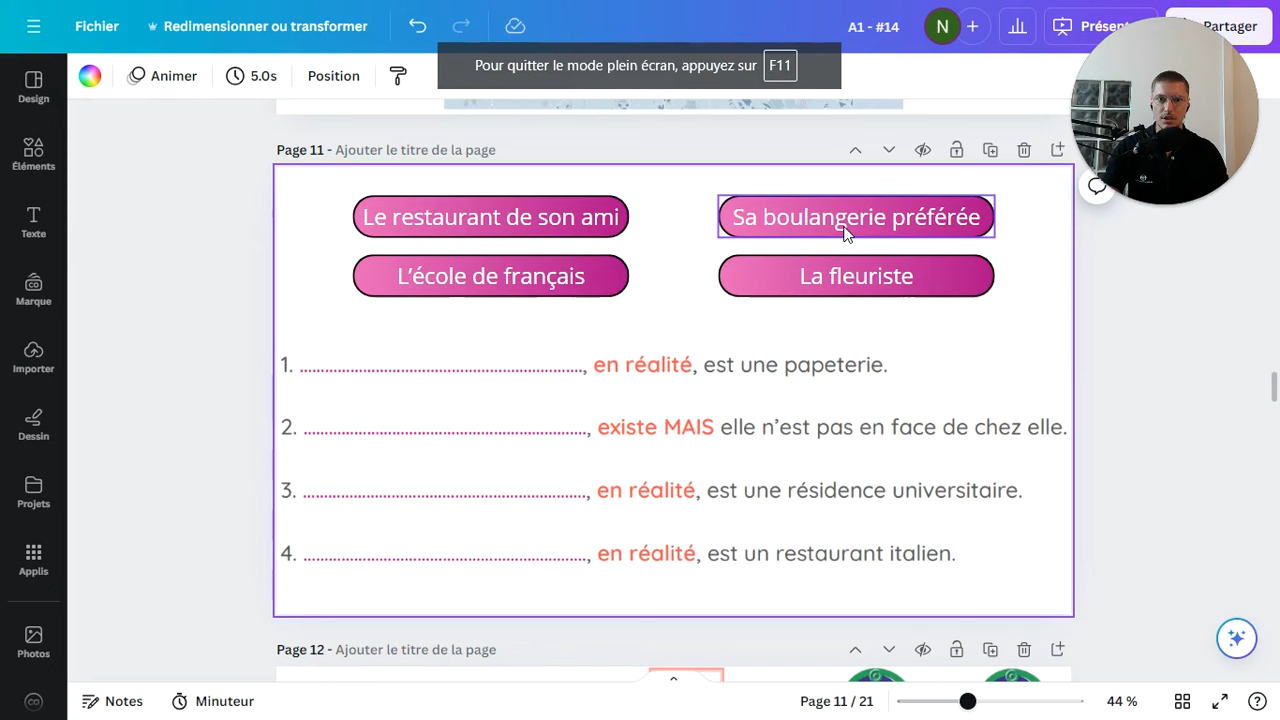 Fichier
Redimensionner ou transformer
A1 - #14
N
Partager
Pour quitter le mode plein écran, appuyez sur F11
Animer
5.0s
Position
Design
Éléments
Texte
Marque
Importer
Dessin
Projets
Applis
Photos
Page 11 - Ajouter le titre de la page
Le restaurant de son ami
Sa boulangerie préférée
L'école de français
La fleuriste
1. ................................................., en réalité, est une papeterie.
2. ................................................., existe MAIS elle n'est pas en face de chez elle.
3. ................................................., en réalité, est une résidence universitaire.
4. ................................................., en réalité, est un restaurant italien.
Page 12 - Ajouter le titre de la page
Notes
Minuteur
Page 11 / 21
44 %